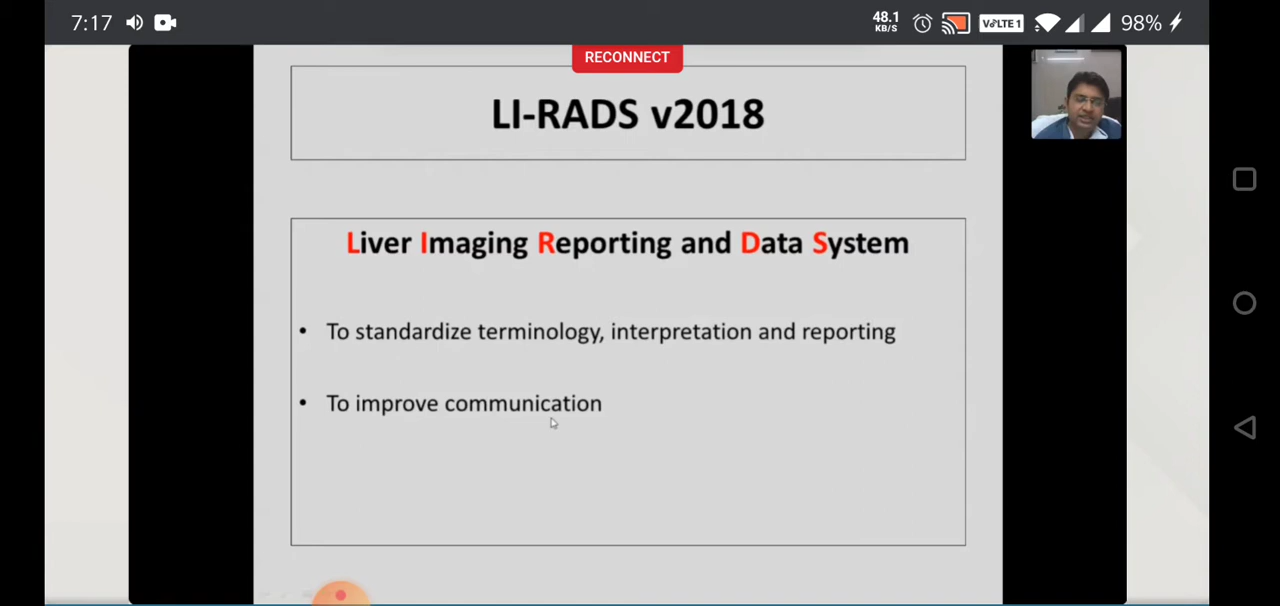 7:17
48.1
KB/S
VoLTE 1
98%
RECONNECT
LI-RADS v2018
Liver Imaging Reporting and Data System
• To standardize terminology, interpretation and reporting
• To improve communication